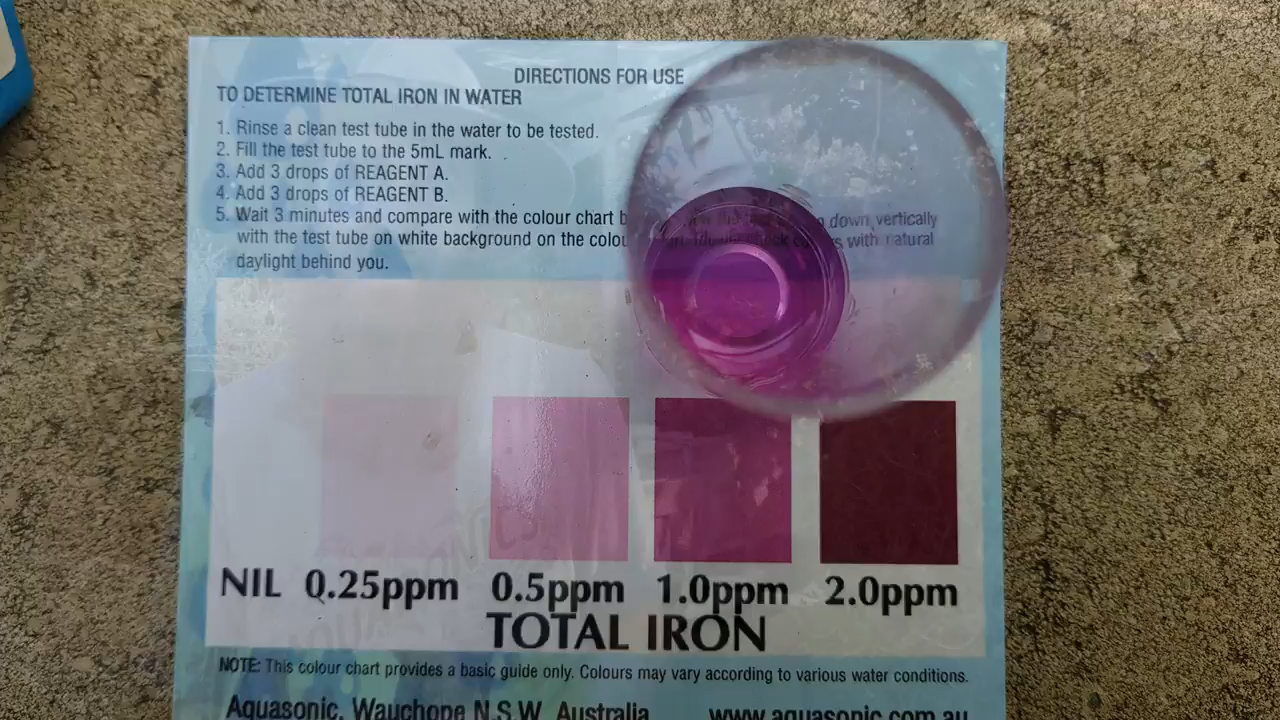 DIRECTIONS FOR USE
TO DETERMINE TOTAL IRON IN WATER
1. Rinse a clean test tube in the water to be tested.
2. Fill the test tube to the 5mL mark.
3. Add 3 drops of REAGENT A.
4. Add 3 drops of REAGENT B.
5. Wait 3 minutes and compare with the colour chart down vertically
with the test tube on white background on the with natural
daylight behind you.
NIL 0.25ppm 0.5ppm 1.0ppm 2.0ppm
TOTAL IRON
NOTE: This colour chart provides a basic guide only. Colours may vary according to various water conditions.
Aquasonic, Wauchope N.S.W. Australia www.aquasonic.com.au